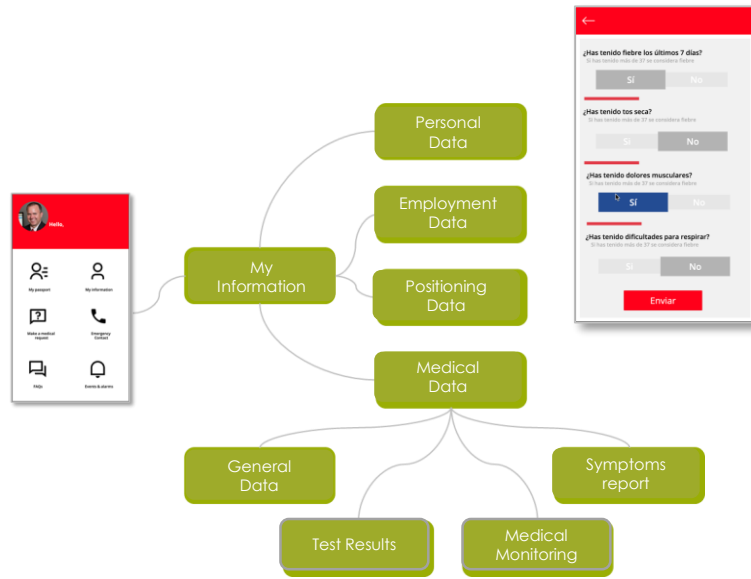 Hello,
My passport
My information
Make a medical
request
Emergency
Contact
FAQs
Events & alarms
My
Information
Personal
Data
Employment
Data
Positioning
Data
Medical
Data
General
Data
Test Results
Medical
Monitoring
Symptoms
report
¿Has tenido fiebre los últimos 7 días?
Si has tenido más de 37 se considera fiebre
Sí
No
¿Has tenido tos seca?
Si has tenido más de 37 se considera fiebre
Sí
No
¿Has tenido dolores musculares?
Si has tenido más de 37 se considera fiebre
Sí
No
¿Has tenido dificultades para respirar?
Si has tenido más de 37 se considera fiebre
Sí
No
Enviar